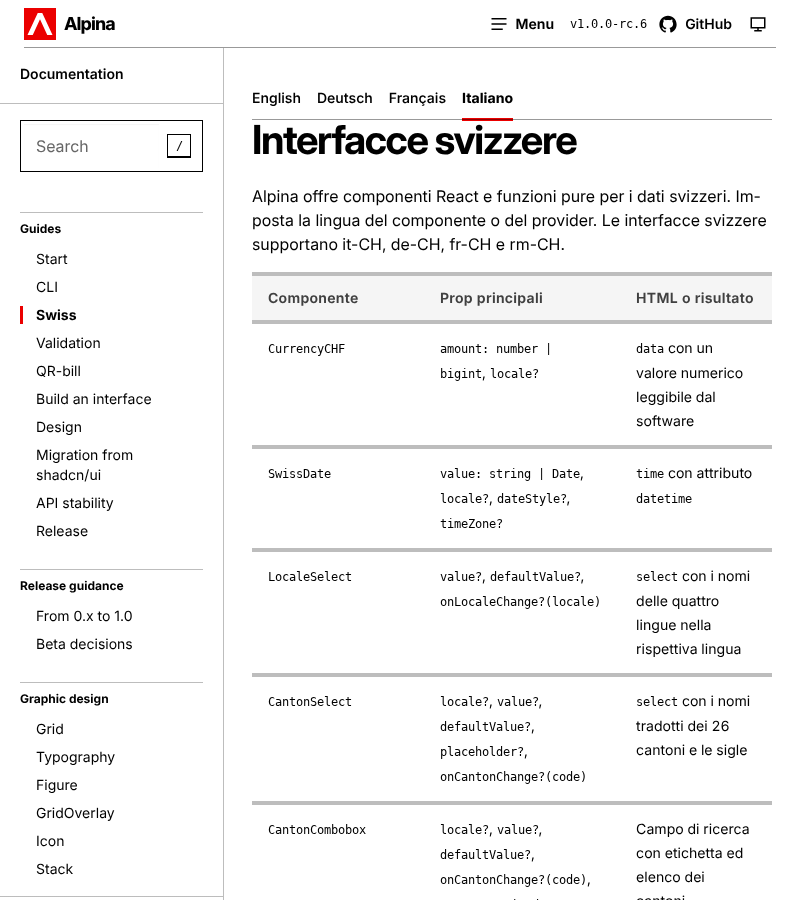 Alpina
Menu
v1.0.0-rc.6
GitHub
Documentation
Search
/
Guides
Start
CLI
Swiss
Validation
QR-bill
Build an interface
Design
Migration from
shadcn/ui
API stability
Release
Release guidance
From 0.x to 1.0
Beta decisions
Graphic design
Grid
Typography
Figure
GridOverlay
Icon
Stack
English Deutsch Français Italiano
Interfacce svizzere
Alpina offre componenti React e funzioni pure per i dati svizzeri. Im-
posta la lingua del componente o del provider. Le interfacce svizzere
supportano it-CH, de-CH, fr-CH e rm-CH.
Componente Prop principali HTML o risultato
CurrencyCHF
amount: number |
bigint, locale?
data con un
valore numerico
leggibile dal
software
SwissDate
value: string | Date,
locale?, dateStyle?,
timeZone?
time con attributo
datetime
LocaleSelect
value?, defaultValue?,
onLocaleChange?(locale)
select con i nomi
delle quattro
lingue nella
rispettiva lingua
CantonSelect
locale?, value?,
defaultValue?,
placeholder?,
onCantonChange?(code)
select con i nomi
tradotti dei 26
cantoni e le sigle
CantonCombobox
locale?, value?,
defaultValue?,
onCantonChange?(code),
Campo di ricerca
con etichetta ed
elenco dei